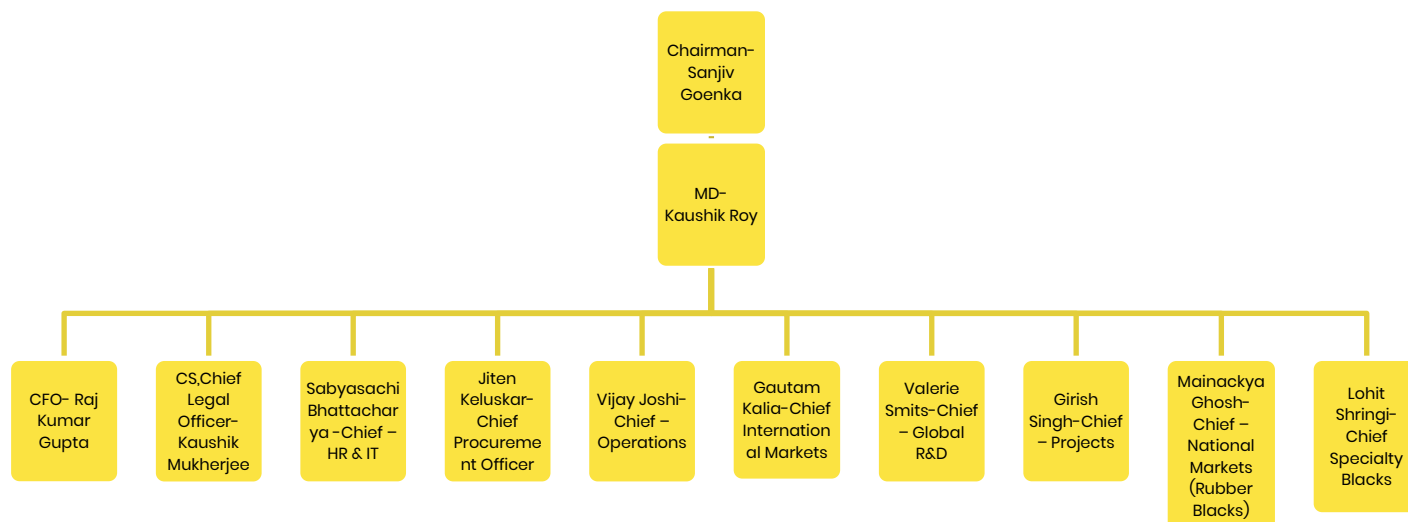 Chairman-
Sanjiv
Goenka
MD-
Kaushik Roy
CFO- Raj
Kumar
Gupta
CS,Chief
Legal
Officer-
Kaushik
Mukherjee
Sabyasachi
Bhattachar
ya -Chief –
HR & IT
Jiten
Keluskar-
Chief
Procureme
nt Officer
Vijay Joshi-
Chief –
Operations
Gautam
Kalia-Chief
Internation
al Markets
Valerie
Smits-Chief
– Global
R&D
Girish
Singh-Chief
– Projects
Mainackya
Ghosh-
Chief –
National
Markets
(Rubber
Blacks)
Lohit
Shringi-
Chief
Specialty
Blacks